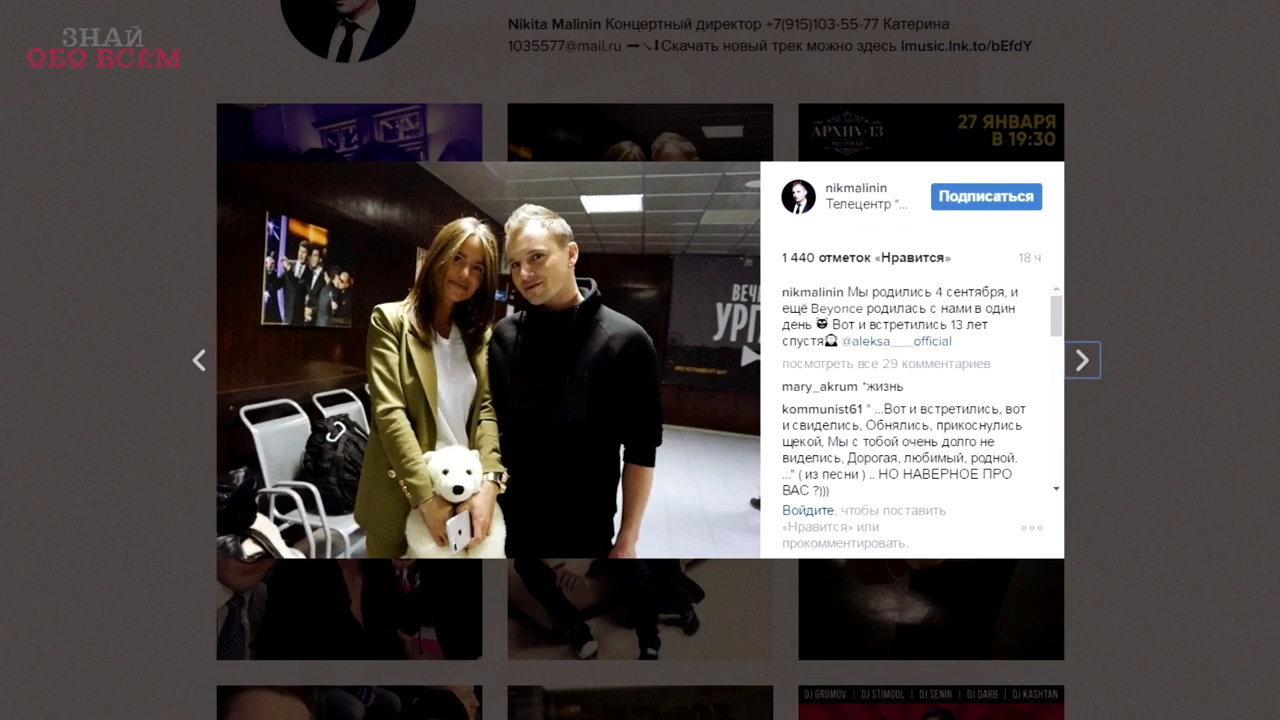 ЗНАЙ
ОБО ВСЁМ
Nikita Malinin Концертный директор +7(915)103-55-77 Катерина
1035577@mail.ru Скачать новый трек можно здесь lmusic.lnk.to/bEfdY
АРХИV·13
РЕСТОРАН
27 ЯНВАРЯ
В 19:30
nikmalinin
Телецентр "...
Подписаться
1 440 отметок «Нравится»
18 ч
nikmalinin Мы родились 4 сентября, и
ещё Beyonce родилась с нами в один
день Вот и встретились 13 лет
спустя @aleksa___official
посмотреть все 29 комментариев
mary_akrum *жизнь
kommunist61 " ...Вот и встретились, вот
и свиделись, Обнялись, прикоснулись
щекой, Мы с тобой очень долго не
виделись, Дорогая, любимый, родной.
..." ( из песни ) .. НО НАВЕРНОЕ ПРО
ВАС ?)))
Войдите, чтобы поставить
«Нравится» или
прокомментировать.
ВЕЧЕ
УРГ
DJ GROMOV | DJ STIMOOL | DJ SENIN | DJ DARB | DJ KASHTAN